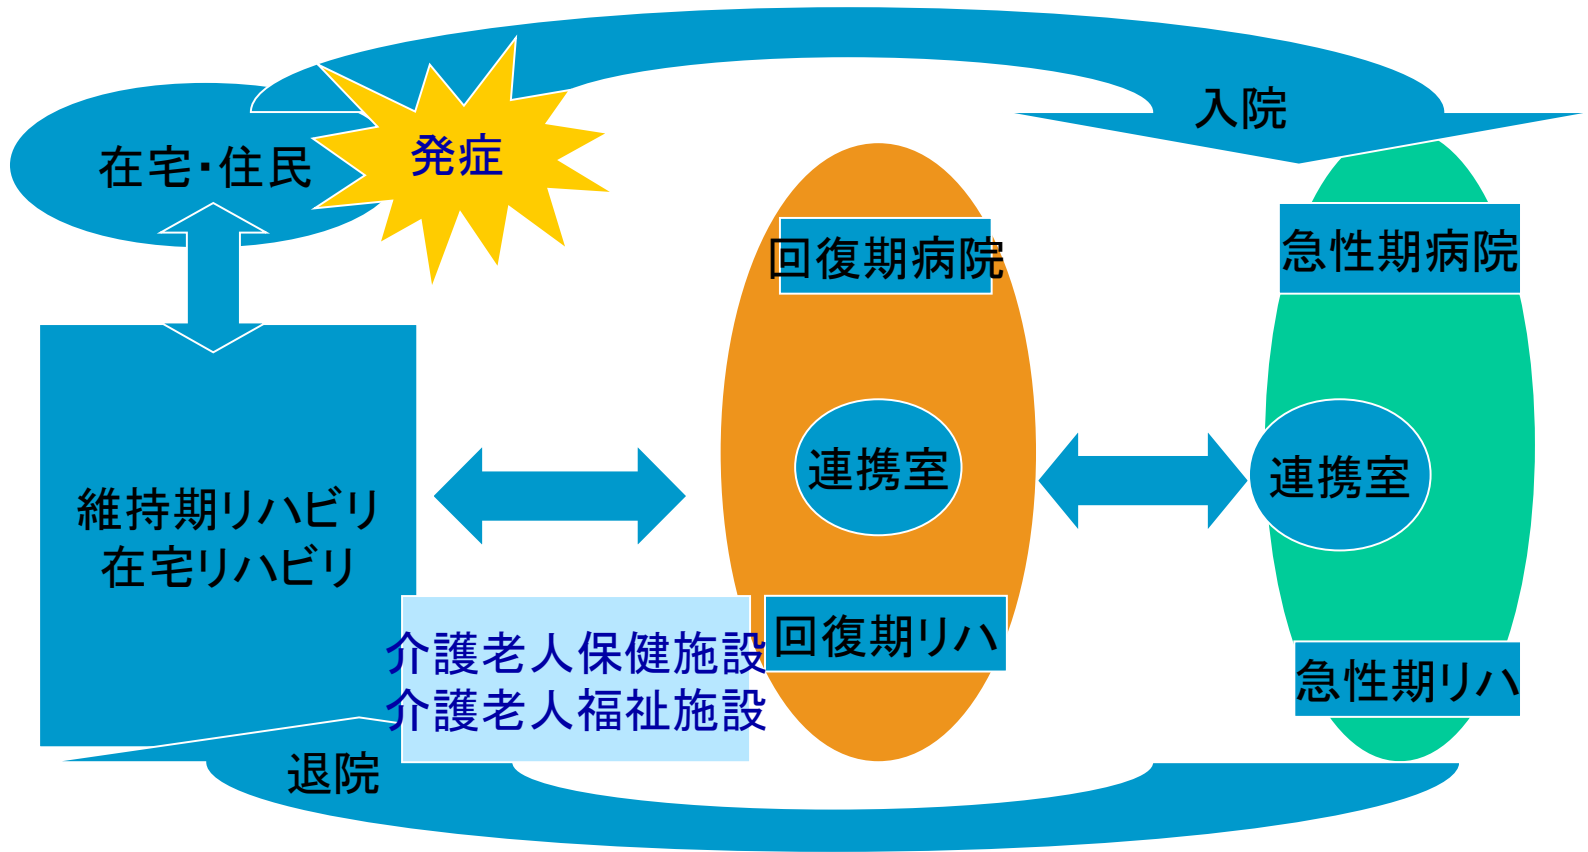 入院
発症
在宅・住民
回復期病院
急性期病院
連携室
連携室
維持期リハビリ
在宅リハビリ
回復期リハ
介護老人保健施設
介護老人福祉施設
急性期リハ
退院